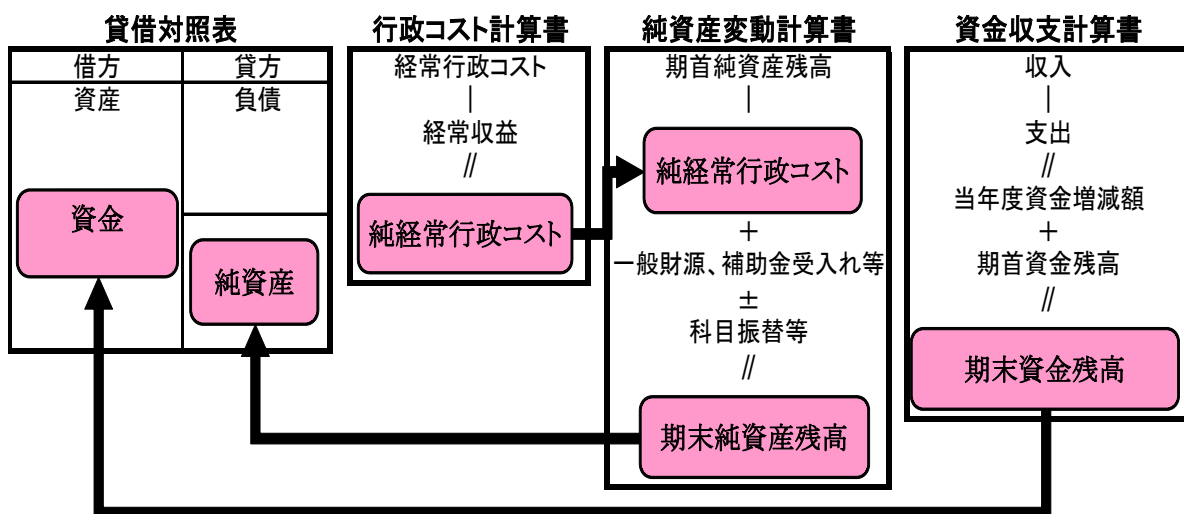 貸借対照表
借方
貸方
資産
負債
資金
純資産
行政コスト計算書
経常行政コスト
|
経常収益
//
純経常行政コスト
純資産変動計算書
期首純資産残高
|
純経常行政コスト
+
一般財源、補助金受入れ等
±
科目振替等
//
期末純資産残高
資金収支計算書
収入
|
支出
//
当年度資金増減額
+
期首資金残高
//
期末資金残高